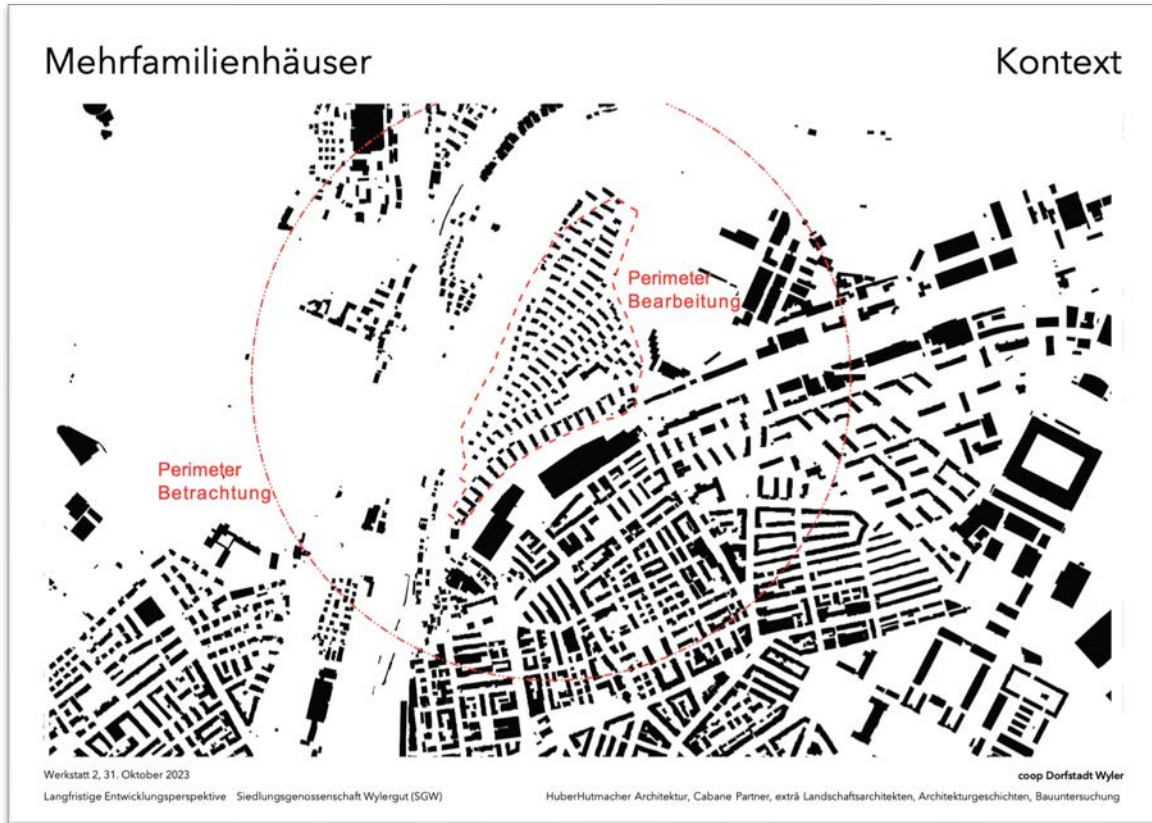 Mehrfamilienhäuser
Kontext
Perimeter
Bearbeitung
Perimeter
Betrachtung
Werkstatt 2, 31. Oktober 2023
coop Dorfstadt Wyler
Langfristige Entwicklungsperspektive Siedlungsgenossenschaft Wylergut (SGW)
HuberHutmacher Architektur, Cabane Partner, extrā Landschaftsarchitekten, Architekturgeschichten, Bauuntersuchung